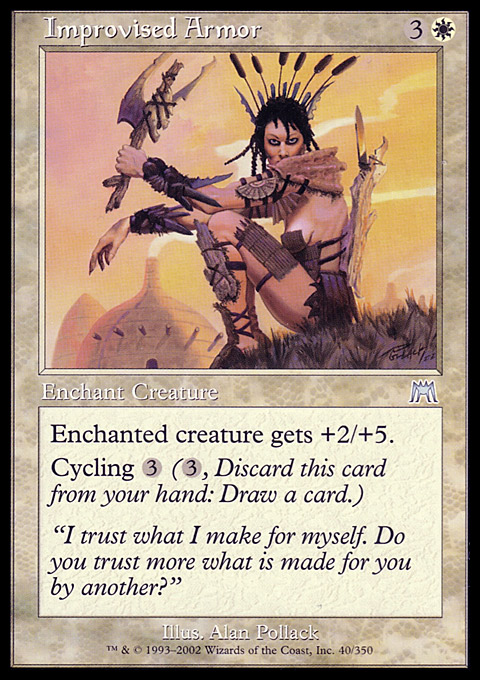 Improvised Armor 3
Enchant Creature
Enchanted creature gets +2/+5.
Cycling 3 (3, Discard this card
from your hand: Draw a card.)
“I trust what I make for myself. Do
you trust more what is made for you
by another?”
Illus. Alan Pollack
™ & © 1993–2002 Wizards of the Coast, Inc. 40/350